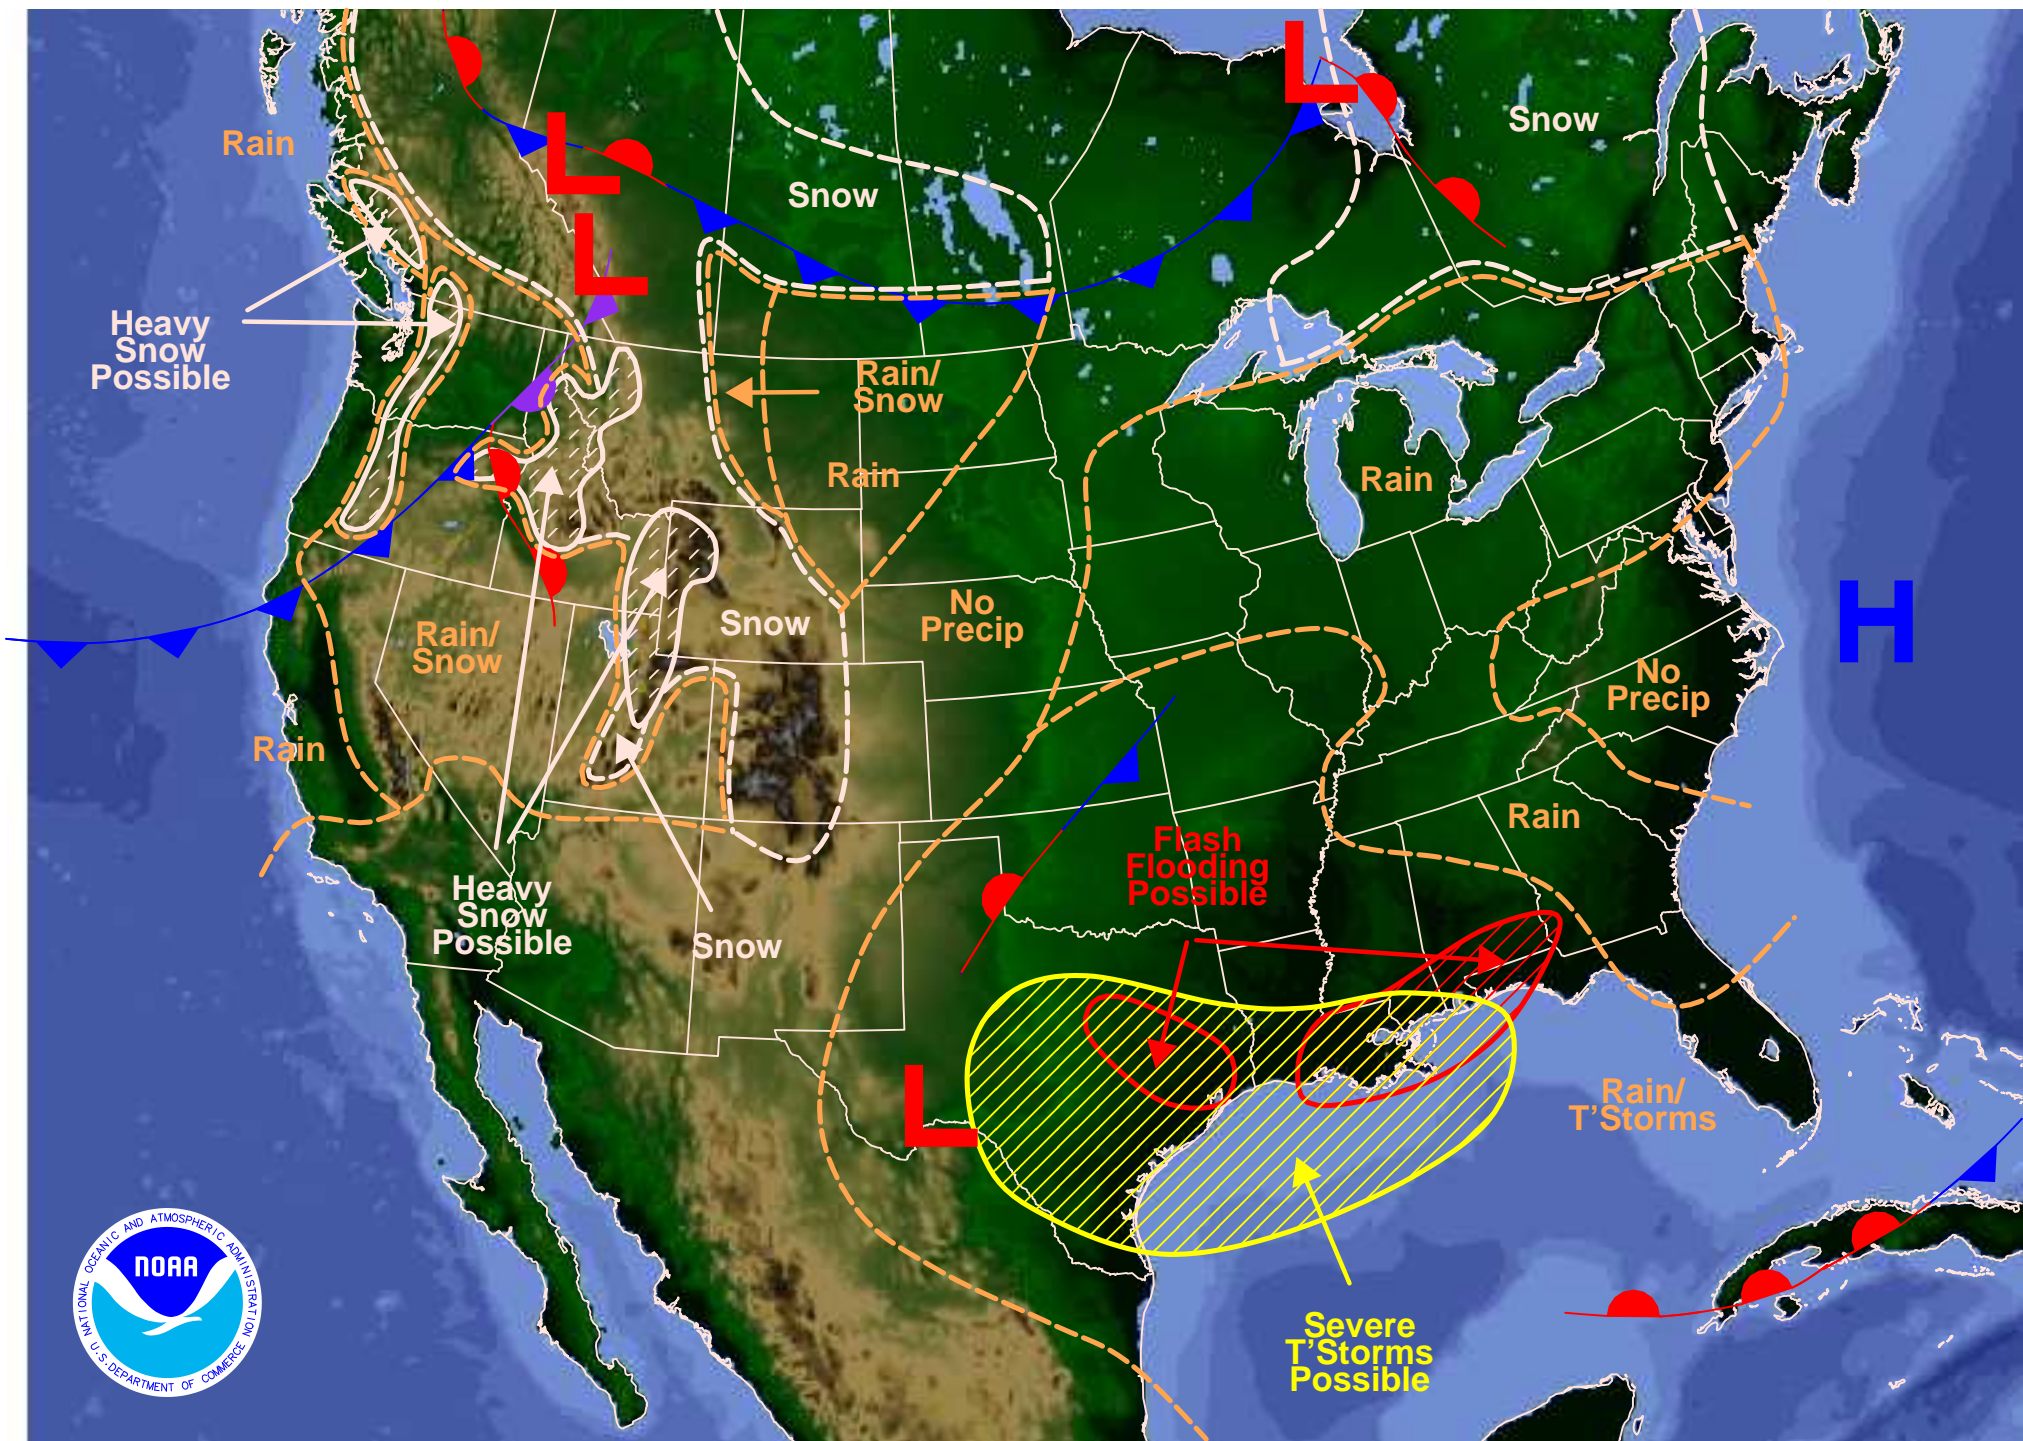 L
L
Snow
Rain
Snow
L
Heavy
Snow
Possible
Rain/
Snow
Rain
Rain
No
Precip
H
Rain/
Snow
Snow
No
Precip
Rain
Rain
Flash
Flooding
Possible
Heavy
Snow
Possible
Snow
L
Rain/
T'Storms
NATIONAL OCEANIC AND ATMOSPHERIC ADMINISTRATION
NOAA
U.S. DEPARTMENT OF COMMERCE
Severe
T'Storms
Possible